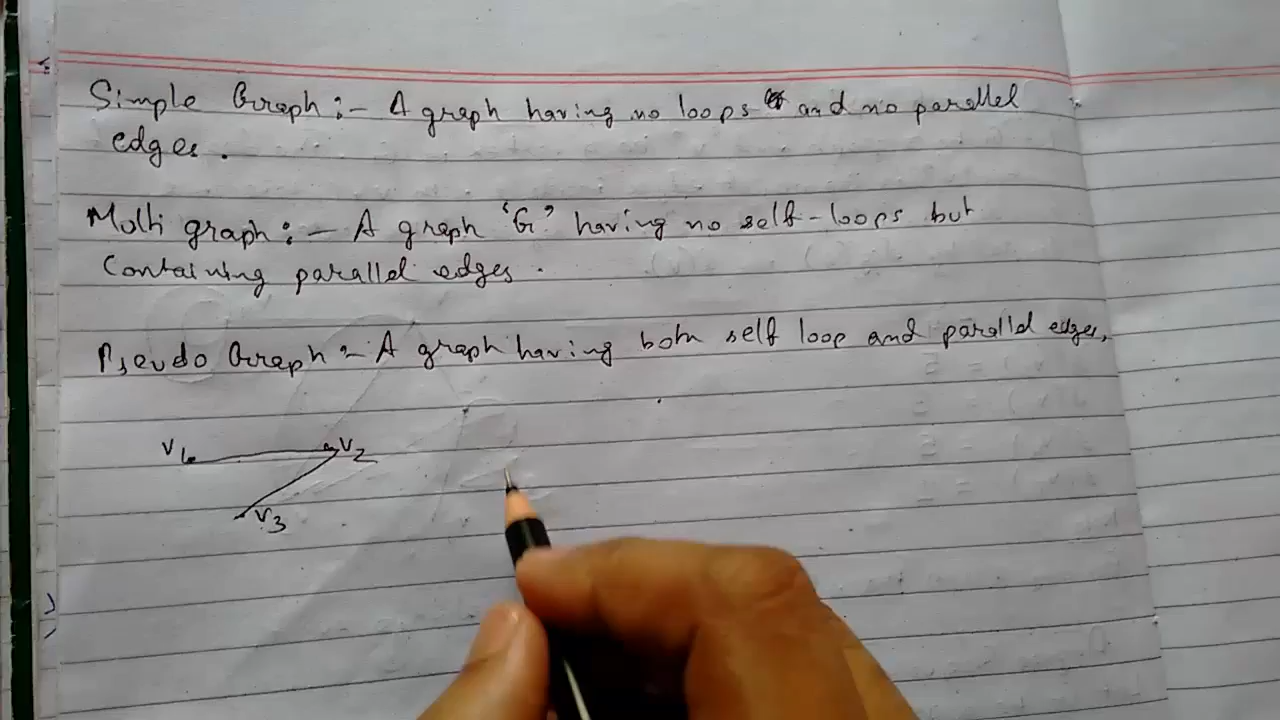 Simple Graph:- A graph having no loops and no parallel
edges.
Multi graph:- A graph 'G' having no self-loops but
Containing parallel edges.
Pseudo Graph- A graph having both self loop and parallel edges.
V1 V2
V3